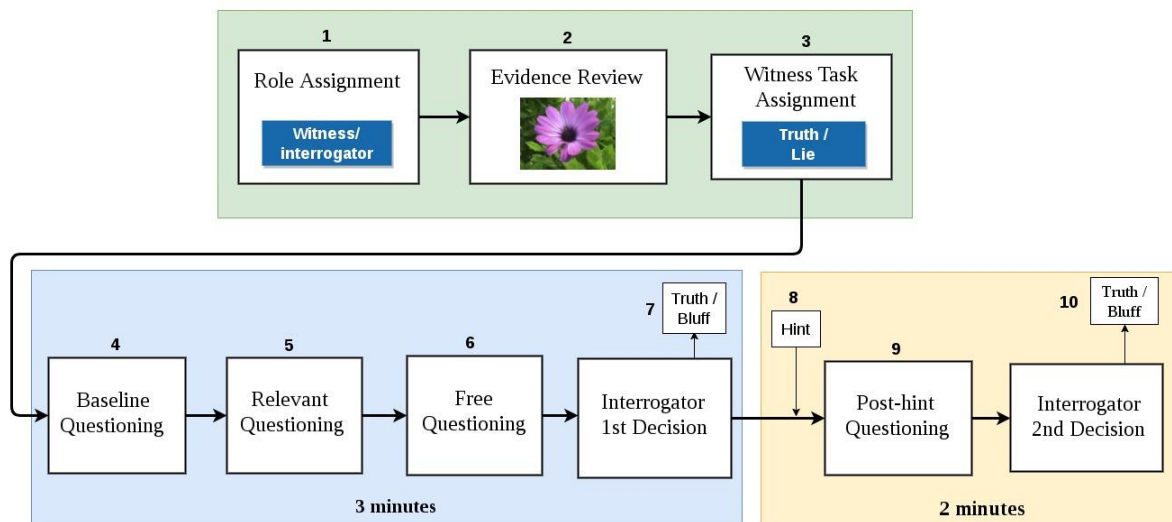 1
Role Assignment
Witness/
interrogator
2
Evidence Review
3
Witness Task
Assignment
Truth /
Lie
4
Baseline
Questioning
5
Relevant
Questioning
6
Free
Questioning
7
Truth /
Bluff
Interrogator
1st Decision
3 minutes
8
Hint
9
Post-hint
Questioning
10
Truth /
Bluff
Interrogator
2nd Decision
2 minutes